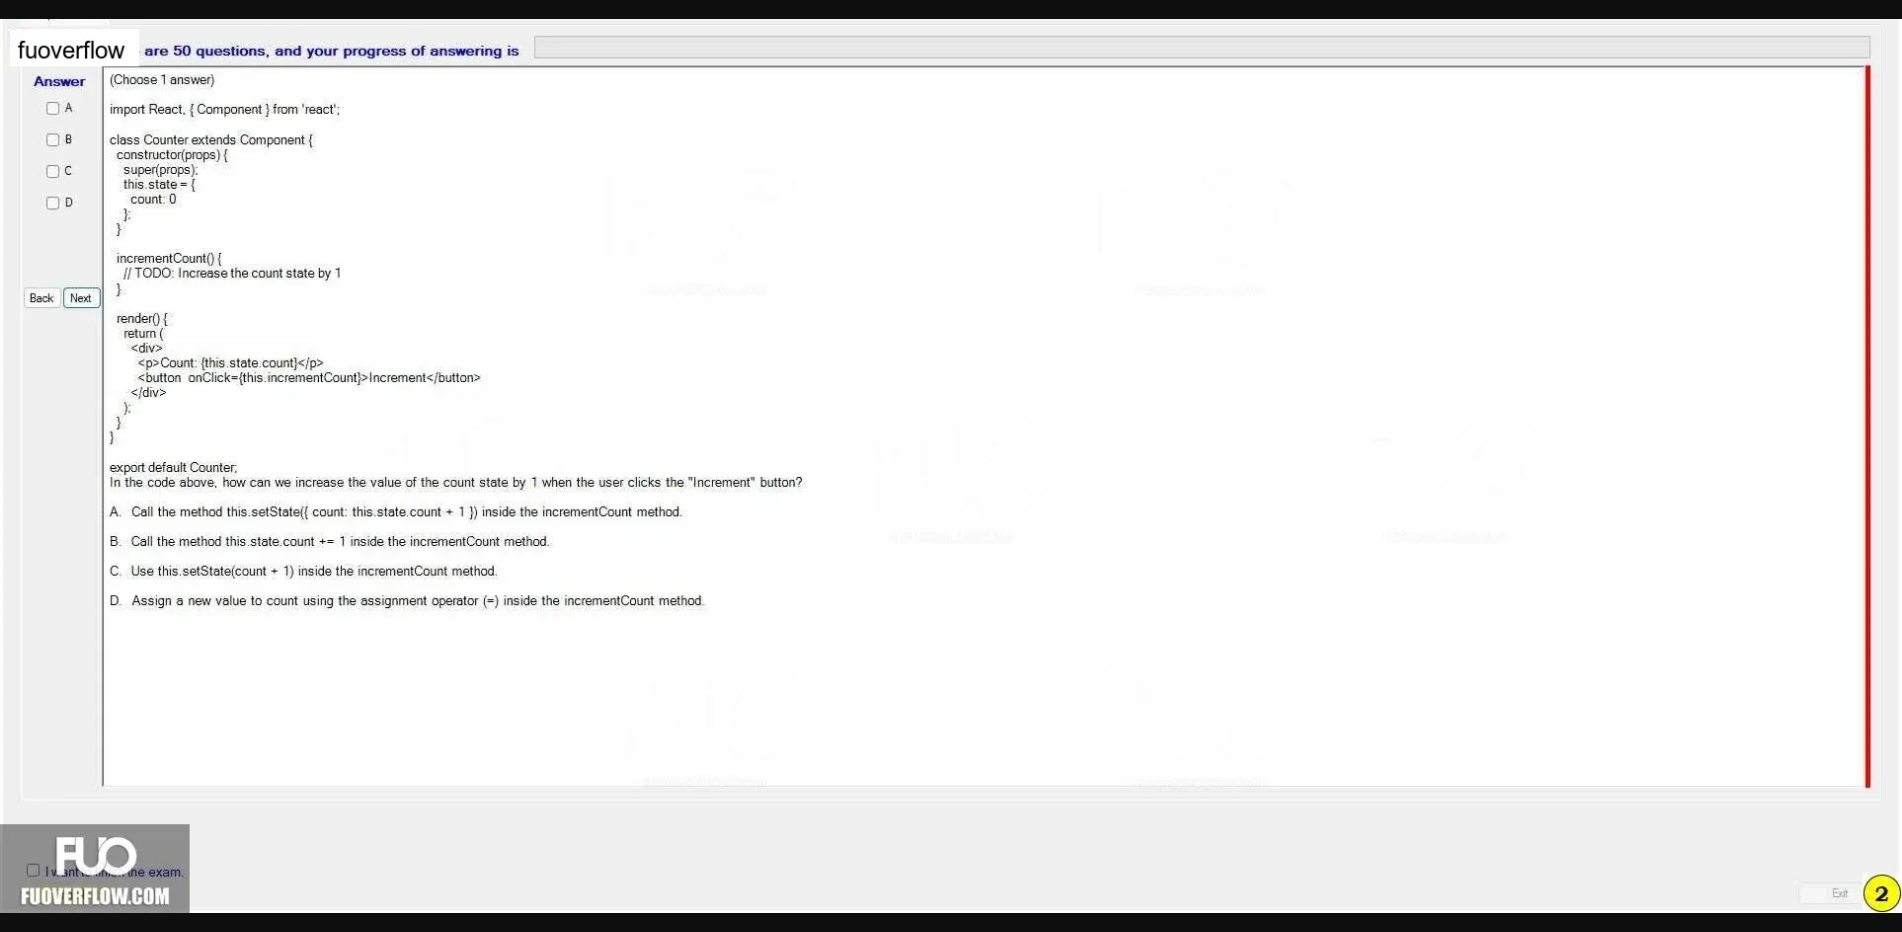 fuoverflow are 50 questions, and your progress of answering is
Answer
(Choose 1 answer)
A
import React, { Component } from 'react';
B
class Counter extends Component {
constructor(props) {
C
super(props);
this.state = {
D
count: 0
};
}
incrementCount() {
// TODO: Increase the count state by 1
}
Back Next
render() {
return (
<div>
<p>Count: {this.state.count}</p>
<button onClick={this.incrementCount}>Increment</button>
</div>
);
}
}
export default Counter;
In the code above, how can we increase the value of the count state by 1 when the user clicks the "Increment" button?
A. Call the method this.setState({ count: this.state.count + 1 }) inside the incrementCount method.
B. Call the method this.state.count += 1 inside the incrementCount method.
C. Use this.setState(count + 1) inside the incrementCount method.
D. Assign a new value to count using the assignment operator (=) inside the incrementCount method.
FUO
I want to finish the exam.
FUOVERFLOW.COM
Exit
2